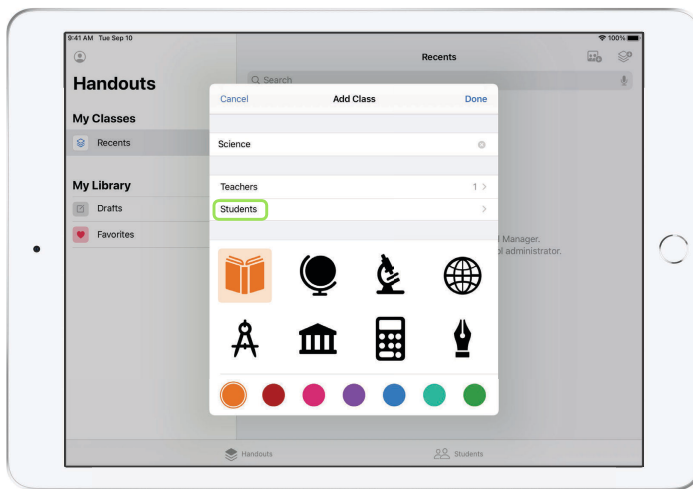 9:41 AM Tue Sep 10
100%
Handouts
Recents
Search
My Classes
Recents
My Library
Drafts
Favorites
Cancel
Add Class
Done
Science
Teachers
1
Students
Manager.
ol administrator.
Handouts
Students